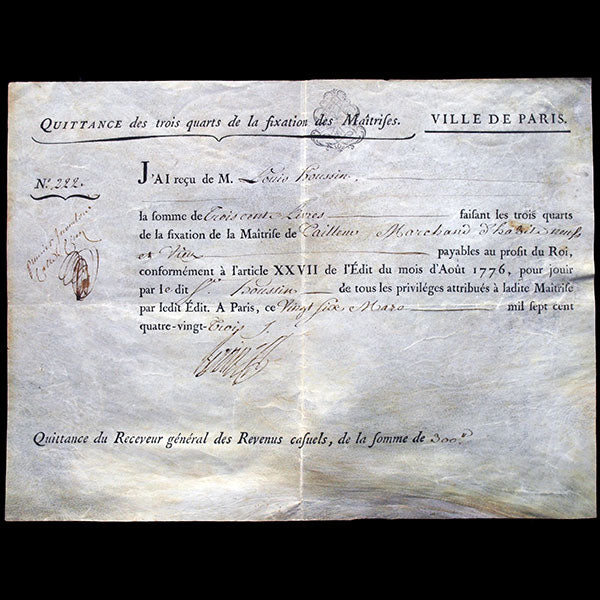 QUITTANCE des trois quarts de la fixation des Maîtrises.
VILLE DE PARIS.
N.º 222.
J'AI reçu de M. Louis houssin
la somme de Trois cent Livres faisant les trois quarts
de la fixation de la Maîtrise de Tailleur Marchand d'habits neufs
et Vieux payables au profit du Roi,
conformément à l'article XXVII de l'Édit du mois d'Août 1776, pour jouir
par le dit Sr. houssin de tous les priviléges attribués à ladite Maîtrise
par ledit Édit. A Paris, ce Vingt six Mars mil sept cent
quatre-vingt-Trois
Quittance du Receveur général des Revenus casuels, de la somme de 300